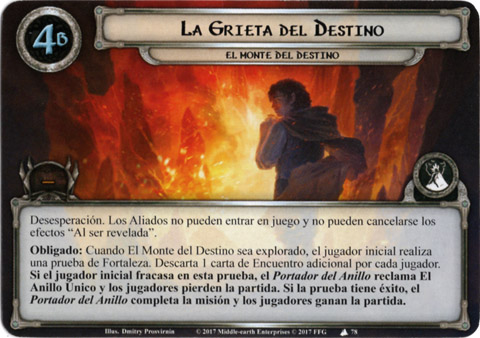 4B
La Grieta del Destino
El Monte del Destino
Desesperación. Los Aliados no pueden entrar en juego y no pueden cancelarse los
efectos “Al ser revelada”.
Obligado: Cuando El Monte del Destino sea explorado, el jugador inicial realiza
una prueba de Fortaleza. Descarta 1 carta de Encuentro adicional por cada jugador.
Si el jugador inicial fracasa en esta prueba, el Portador del Anillo reclama El
Anillo Único y los jugadores pierden la partida. Si la prueba tiene éxito, el
Portador del Anillo completa la misión y los jugadores ganan la partida.
Illus. Dmitry Prosvirnin © 2017 Middle-earth Enterprises © 2017 FFG 78